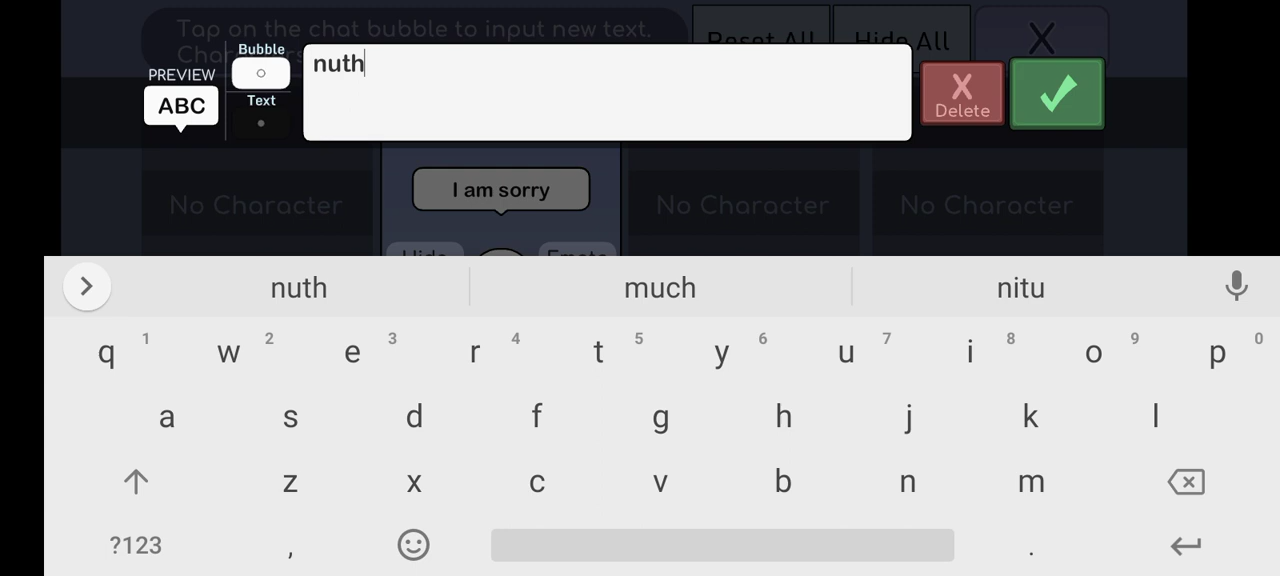 Tap on the chat bubble to input new text.
Reset All
Hide All
X
Bubble
PREVIEW
ABC
Text
nuth
X
Delete
No Character
I am sorry
No Character
No Character
nuth
much
nitu
q 1 w 2 e 3 r 4 t 5 y 6 u 7 i 8 o 9 p 0
a s d f g h j k l
z x c v b n m
?123 , .